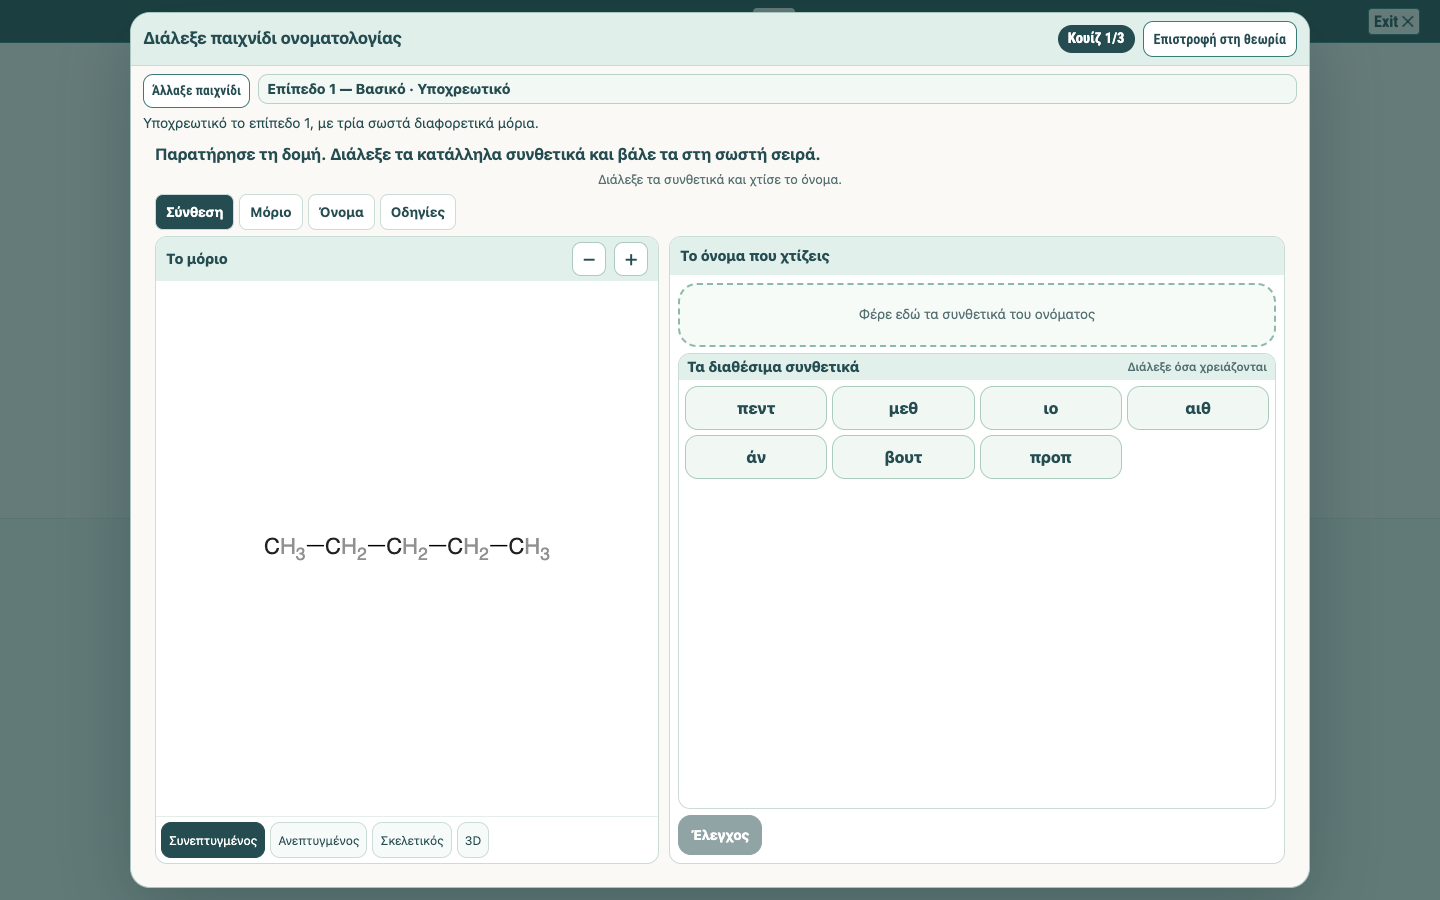 Exit ×
Διάλεξε παιχνίδι ονοματολογίας
Κουίζ 1/3
Επιστροφή στη θεωρία
Άλλαξε παιχνίδι
Επίπεδο 1 — Βασικό · Υποχρεωτικό
Υποχρεωτικό το επίπεδο 1, με τρία σωστά διαφορετικά μόρια.
Παρατήρησε τη δομή. Διάλεξε τα κατάλληλα συνθετικά και βάλε τα στη σωστή σειρά.
Διάλεξε τα συνθετικά και χτίσε το όνομα.
Σύνθεση
Μόριο
Όνομα
Οδηγίες
Το μόριο
−
+
CH3—CH2—CH2—CH2—CH3
Συνεπτυγμένος
Ανεπτυγμένος
Σκελετικός
3D
Το όνομα που χτίζεις
Φέρε εδώ τα συνθετικά του ονόματος
Τα διαθέσιμα συνθετικά
Διάλεξε όσα χρειάζονται
πεντ
μεθ
ιο
αιθ
άν
βουτ
προπ
Έλεγχος